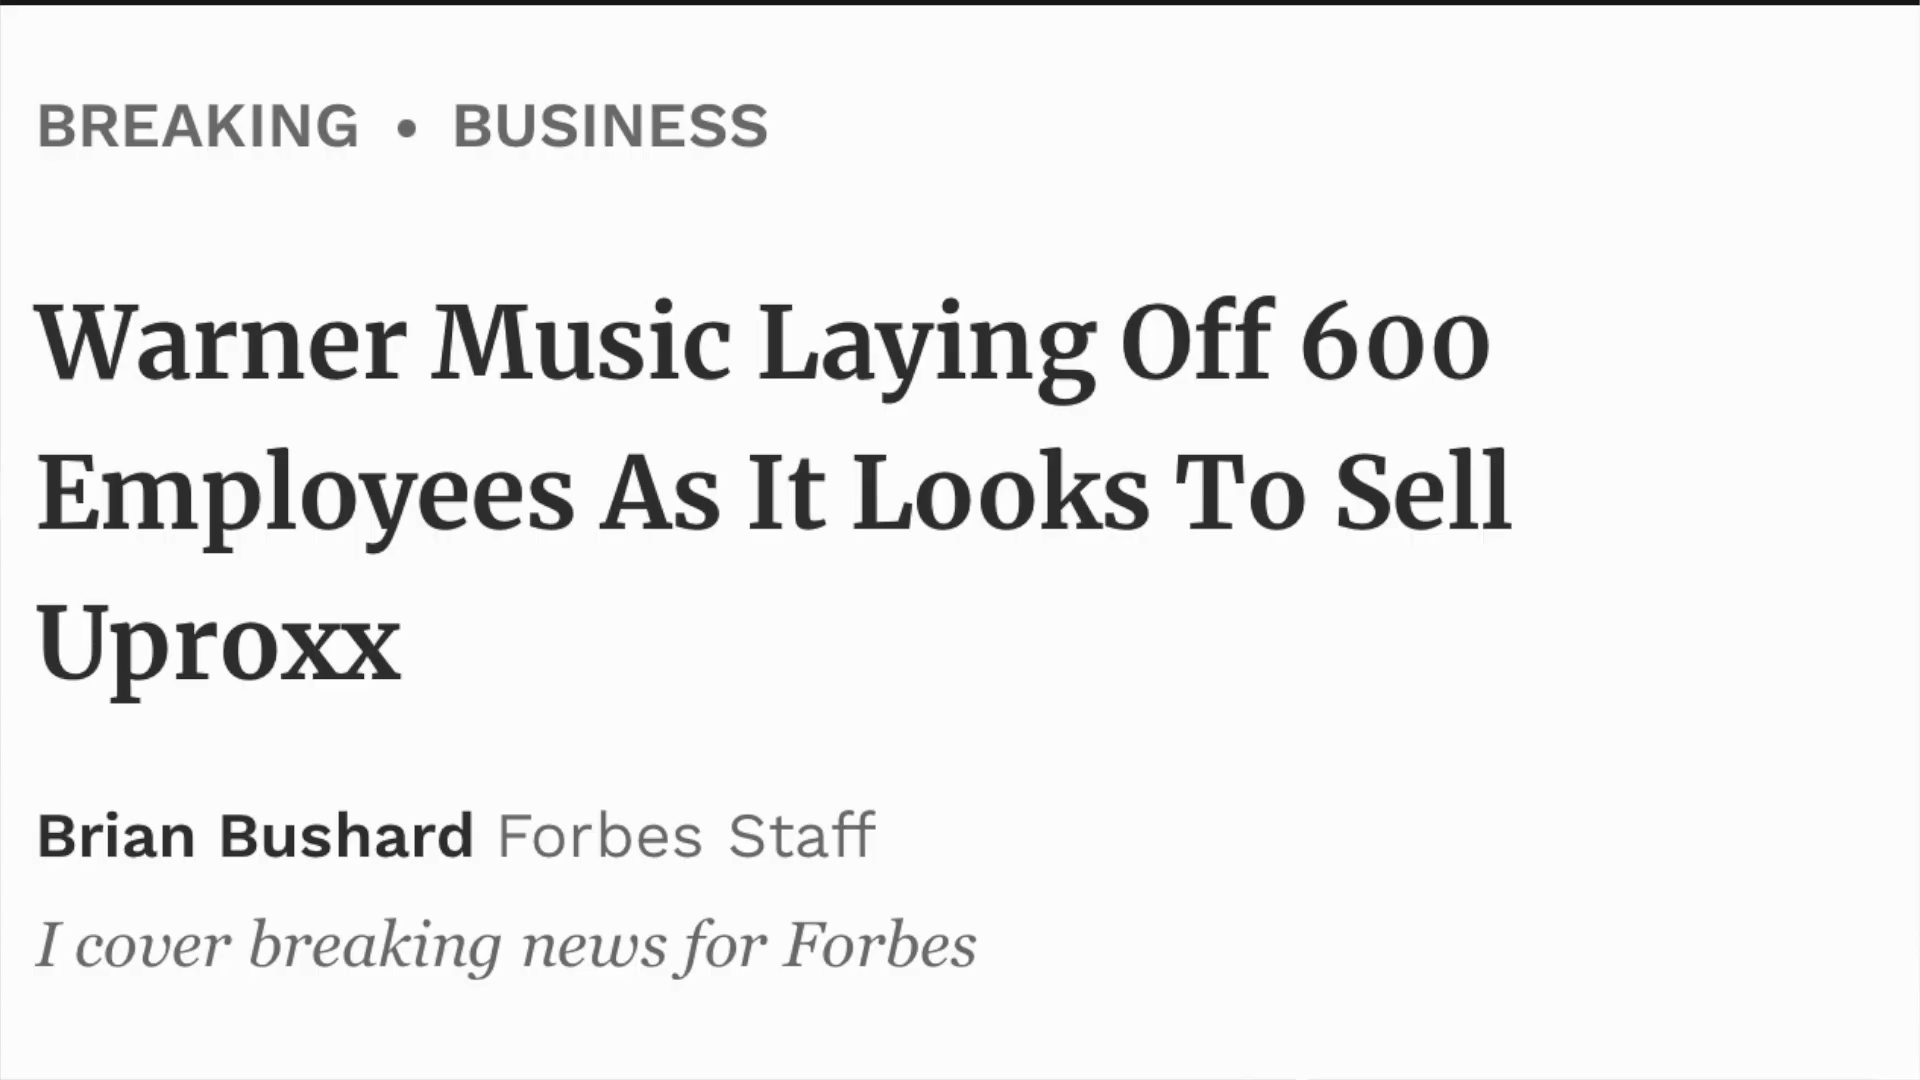 BREAKING • BUSINESS
Warner Music Laying Off 600
Employees As It Looks To Sell
Uproxx
Brian Bushard Forbes Staff
I cover breaking news for Forbes